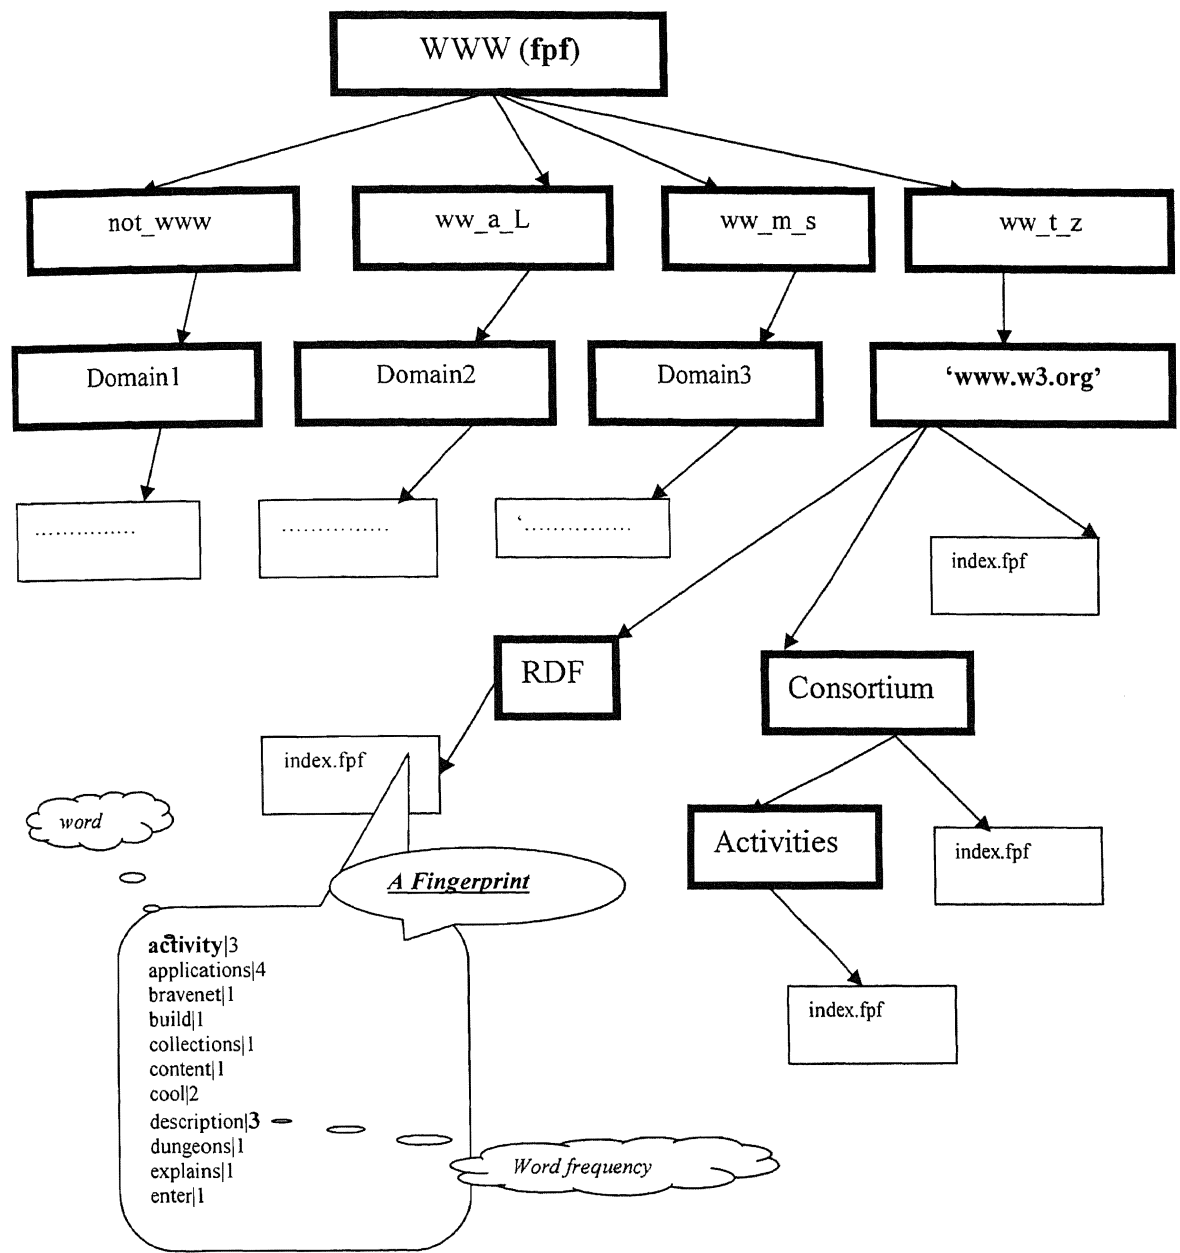 WWW (fpf)
not_www
ww_a_L
ww_m_s
ww_t_z
Domain1
Domain2
Domain3
‘www.w3.org’
...............
................
‘................
index.fpf
RDF
Consortium
index.fpf
word
Activities
index.fpf
A Fingerprint
activity|3
applications|4
bravenet|1
build|1
collections|1
content|1
cool|2
description|3
dungeons|1
explains|1
enter|1
index.fpf
Word frequency